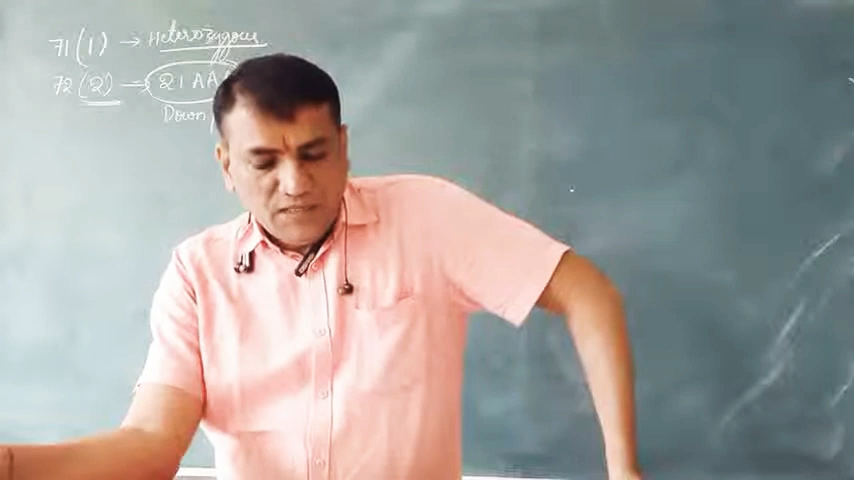 71 (1) → Heterozygous
72 (2) → 21 AA
Down